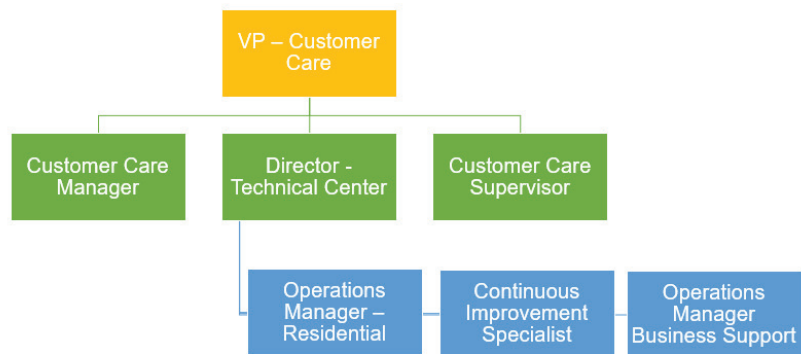 VP – Customer
Care
Customer Care
Manager
Director -
Technical Center
Customer Care
Supervisor
Operations
Manager –
Residential
Continuous
Improvement
Specialist
Operations
Manager
Business Support